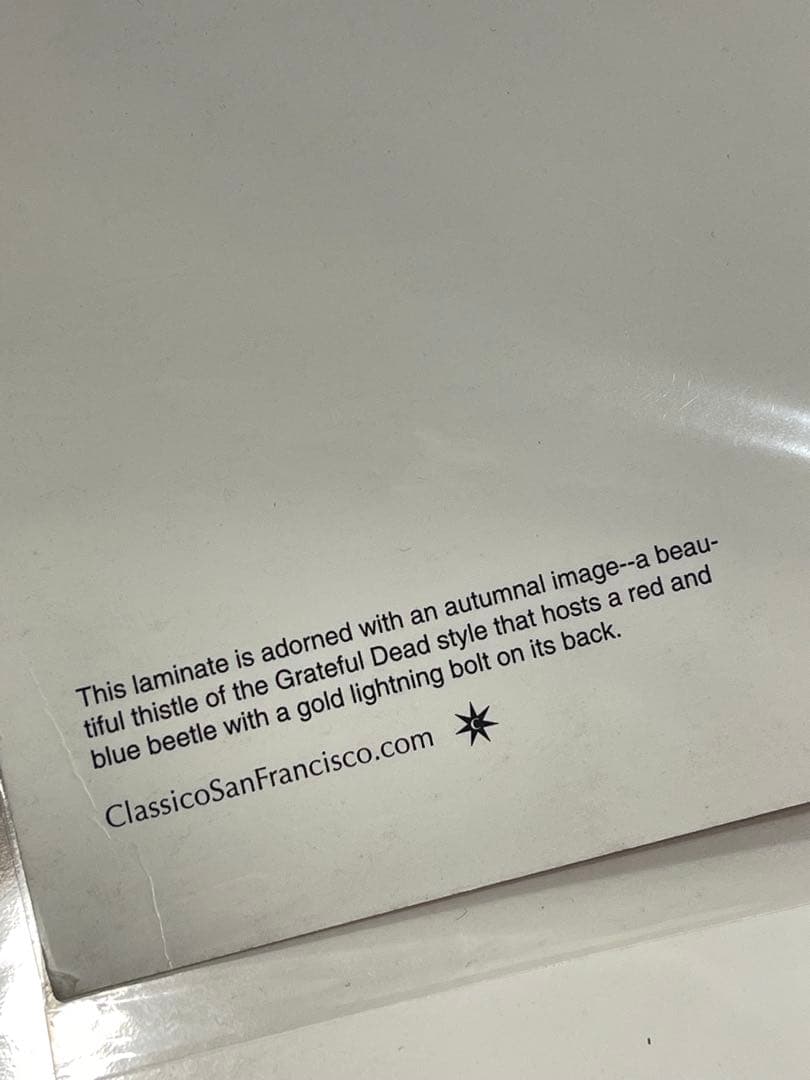 This laminate is adorned with an autumnal image--a beau-
tiful thistle of the Grateful Dead style that hosts a red and
blue beetle with a gold lightning bolt on its back.
ClassicoSanFrancisco.com
C